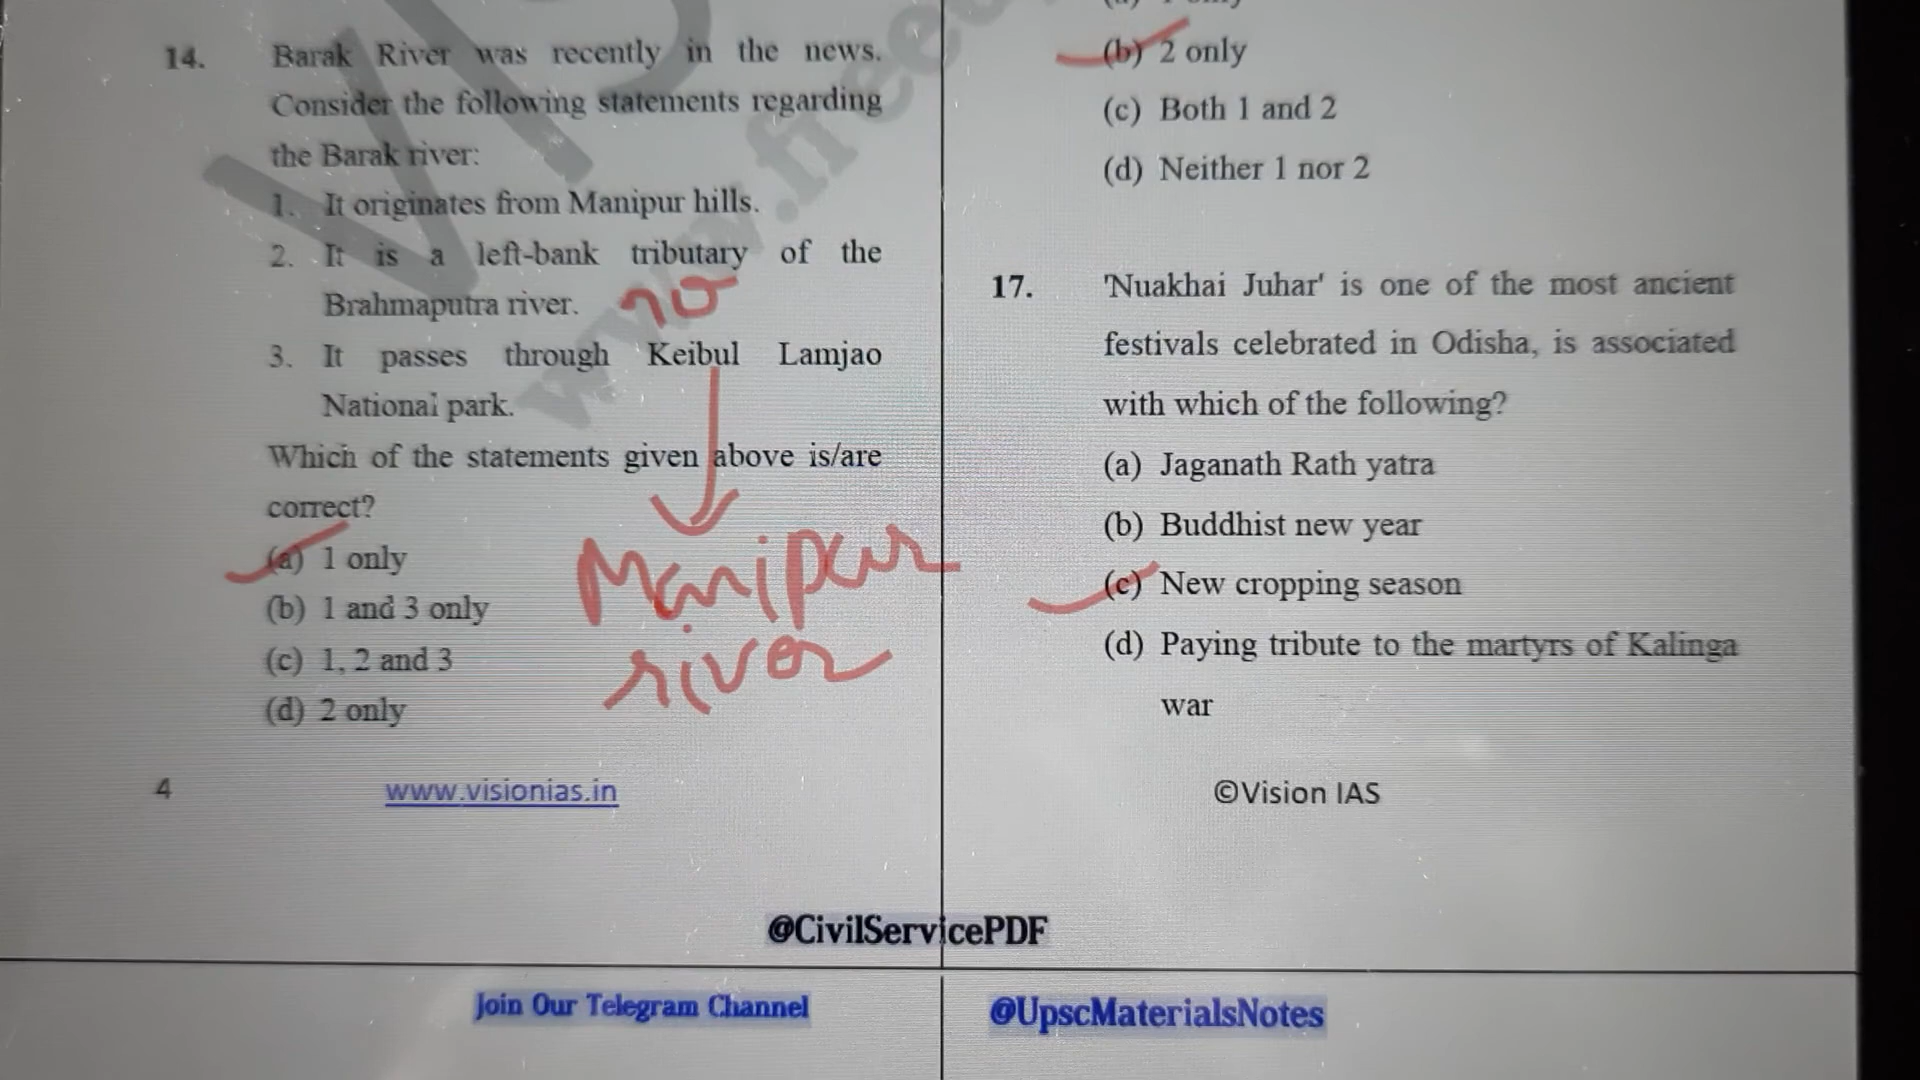 14. Barak River was recently in the news.
Consider the following statements regarding
the Barak river:
1. It originates from Manipur hills.
2. It is a left-bank tributary of the
Brahmaputra river. no
3. It passes through Keibul Lamjao
National park.
Which of the statements given above is/are
correct?
(a) 1 only
(b) 1 and 3 only
(c) 1, 2 and 3
(d) 2 only
Manipur
river
4 www.visionias.in
(b) 2 only
(c) Both 1 and 2
(d) Neither 1 nor 2
17. 'Nuakhai Juhar' is one of the most ancient
festivals celebrated in Odisha, is associated
with which of the following?
(a) Jaganath Rath yatra
(b) Buddhist new year
(c) New cropping season
(d) Paying tribute to the martyrs of Kalinga
war
©Vision IAS
@CivilServicePDF
Join Our Telegram Channel
@UpscMaterialsNotes